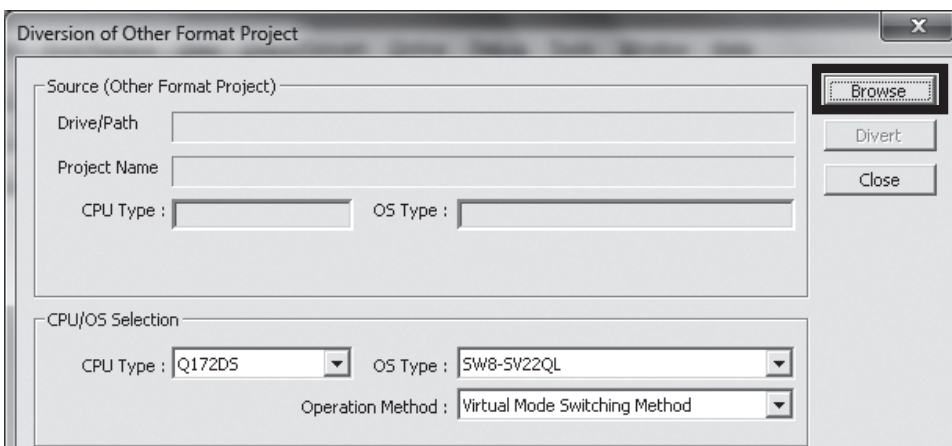 Diversion of Other Format Project
X
Source (Other Format Project)
Browse
Drive/Path
Divert
Project Name
Close
CPU Type :
OS Type :
CPU/OS Selection
CPU Type : Q172DS
OS Type : SW8-SV22QL
Operation Method : Virtual Mode Switching Method